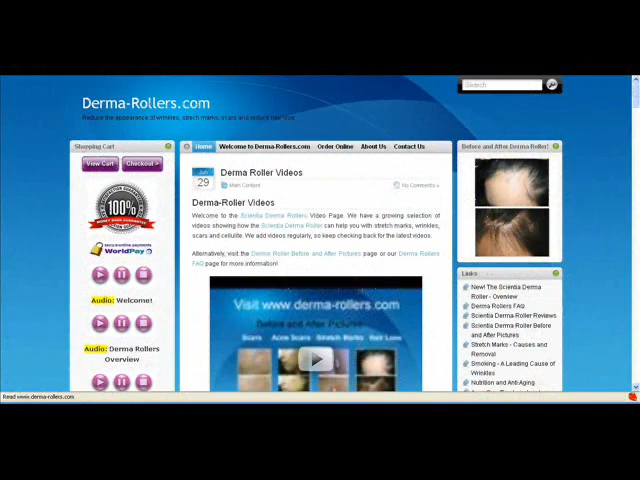 Search
Derma-Rollers.com
Reduce the appearance of wrinkles, stretch marks, scars and reduce hair loss
Shopping Cart
View Cart
Checkout >
100%
MONEY BACK GUARANTEE
secure online payments
WorldPay
Audio: Welcome!
Audio: Derma Rollers
Overview
Home
Welcome to Derma-Rollers.com
Order Online
About Us
Contact Us
Jun
29
Derma Roller Videos
Main Content
No Comments »
Derma-Roller Videos
Welcome to the Scientia Derma Rollers Video Page. We have a growing selection of
videos showing how the Scientia Derma Roller can help you with stretch marks, wrinkles,
scars and cellulite. We add videos regularly, so keep checking back for the latest videos.
Alternatively, visit the Derma Roller Before and After Pictures page or our Derma Rollers
FAQ page for more information!
Visit www.derma-rollers.com
Before and After Pictures
Scars
Acne Scars
Stretch Marks
Hair Loss
Before and After Derma Roller!
Links
New! The Scientia Derma
Roller - Overview
Derma Rollers FAQ
Scientia Derma Roller Reviews
Scientia Derma Roller Before
and After Pictures
Stretch Marks - Causes and
Removal
Smoking - A Leading Cause of
Wrinkles
Nutrition and Anti-Aging
Read www.derma-rollers.com